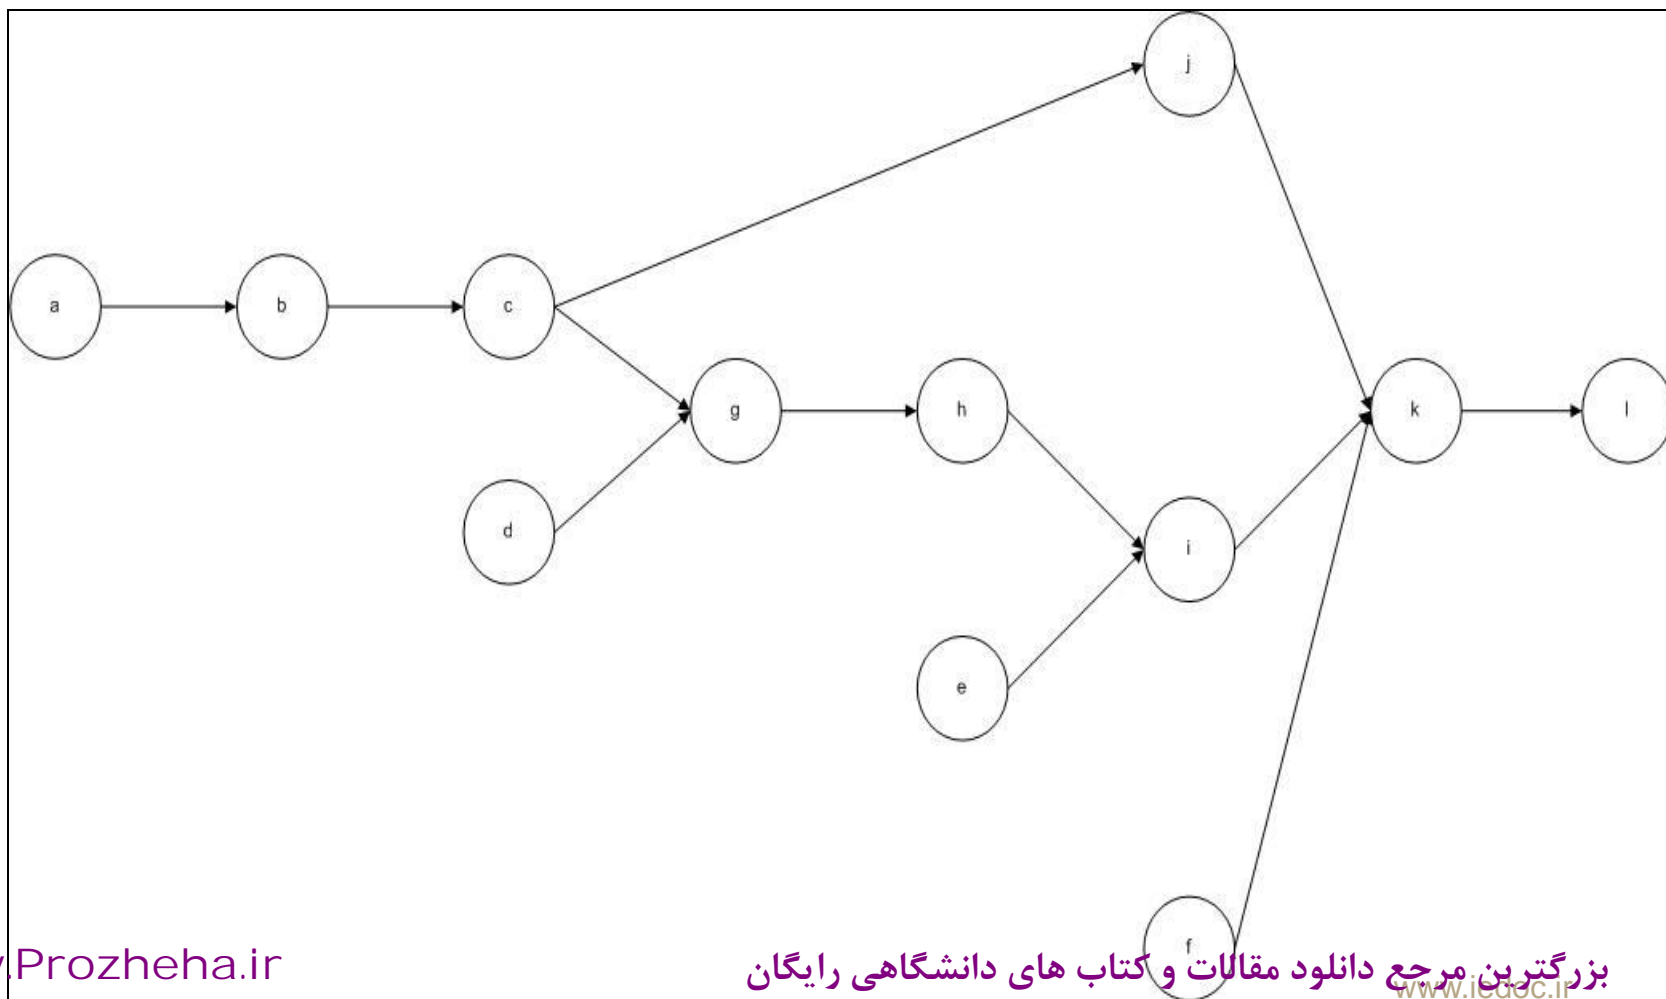 j
a
b
c
g
h
k
l
d
i
e
f
.Prozheha.ir
بزرگترین مرجع دانلود مقالات و کتاب های دانشگاهی رایگان
www.iedoc.ir